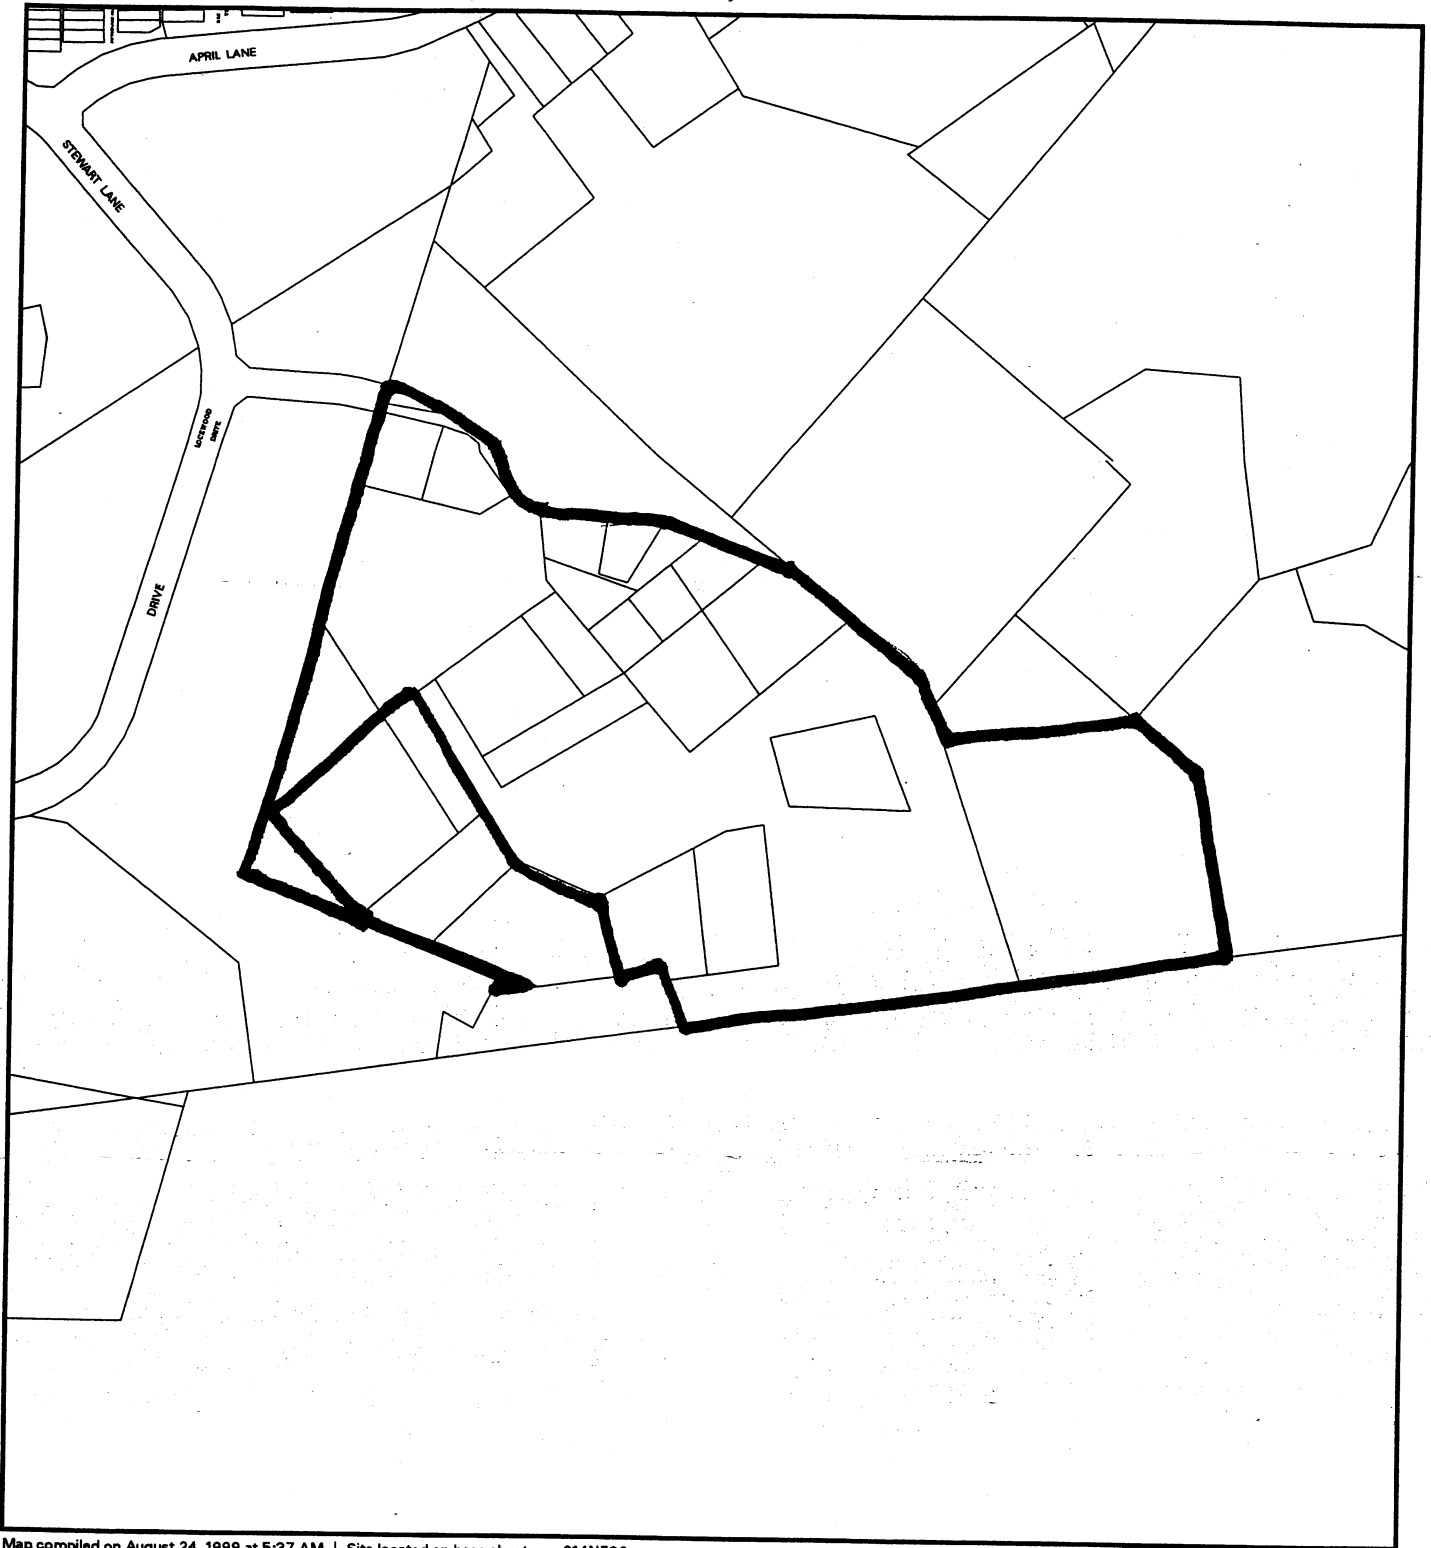 APRIL LANE
STEWART LANE
LOCKWOOD
DRIVE
DRIVE
Map compiled on August 24, 1999 at 5:37 AM | Site located on base sheet no -